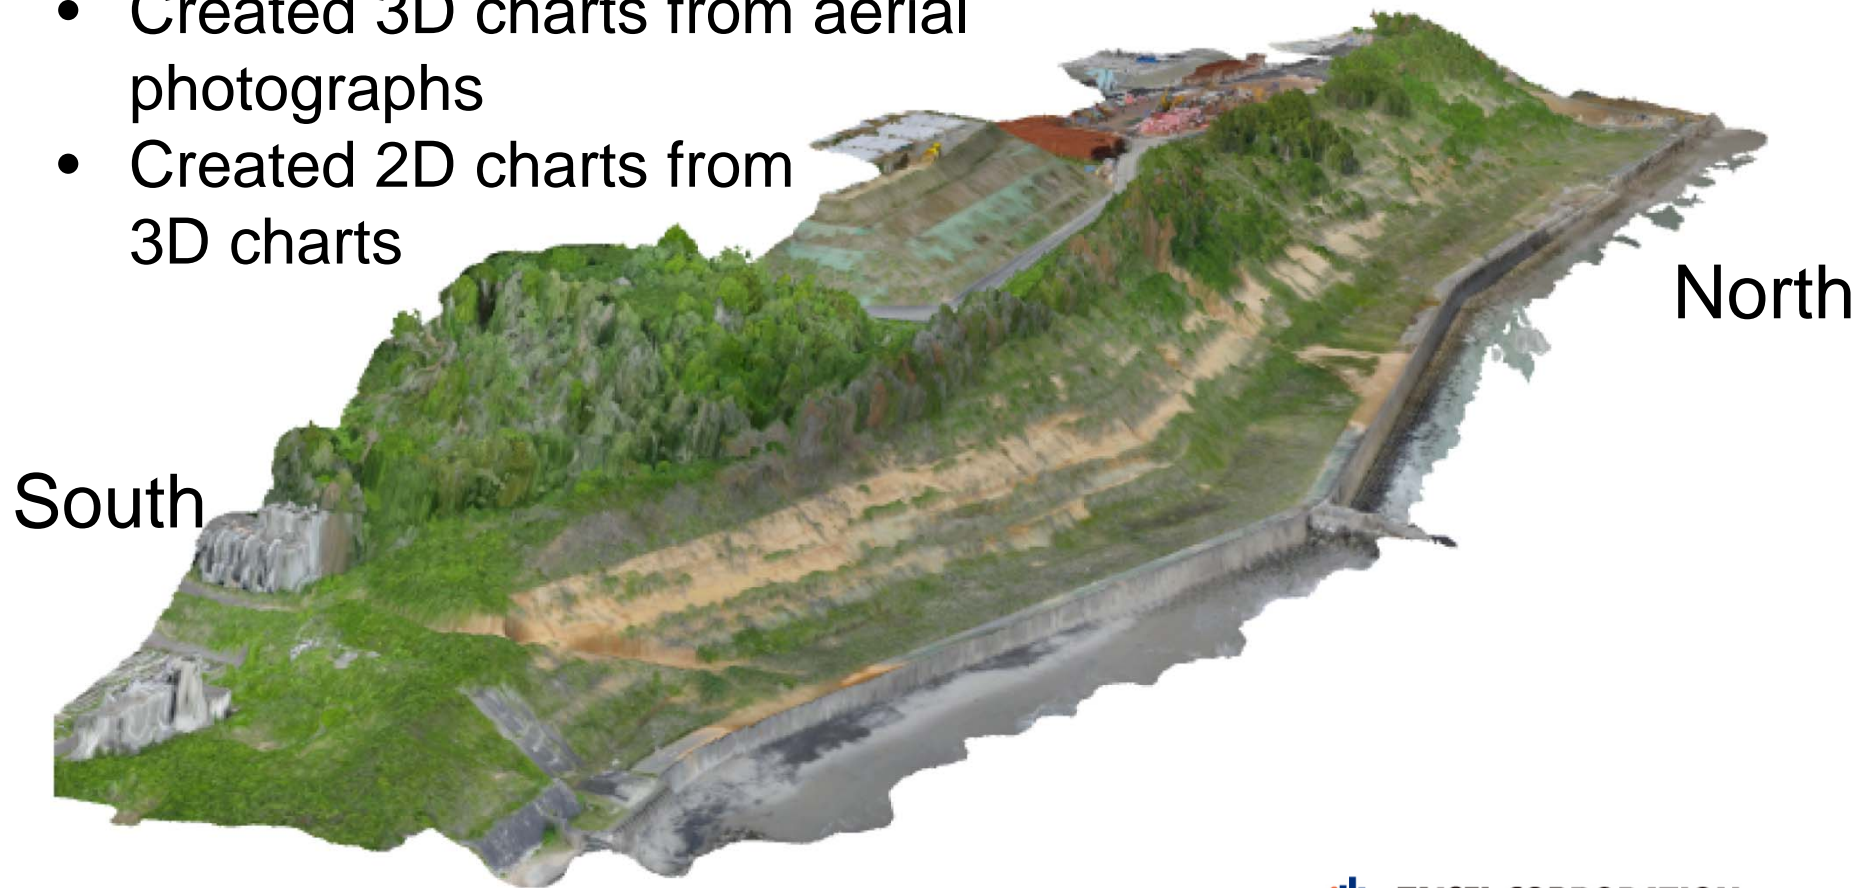 • Created 3D charts from aerial
photographs
• Created 2D charts from
3D charts
North
South